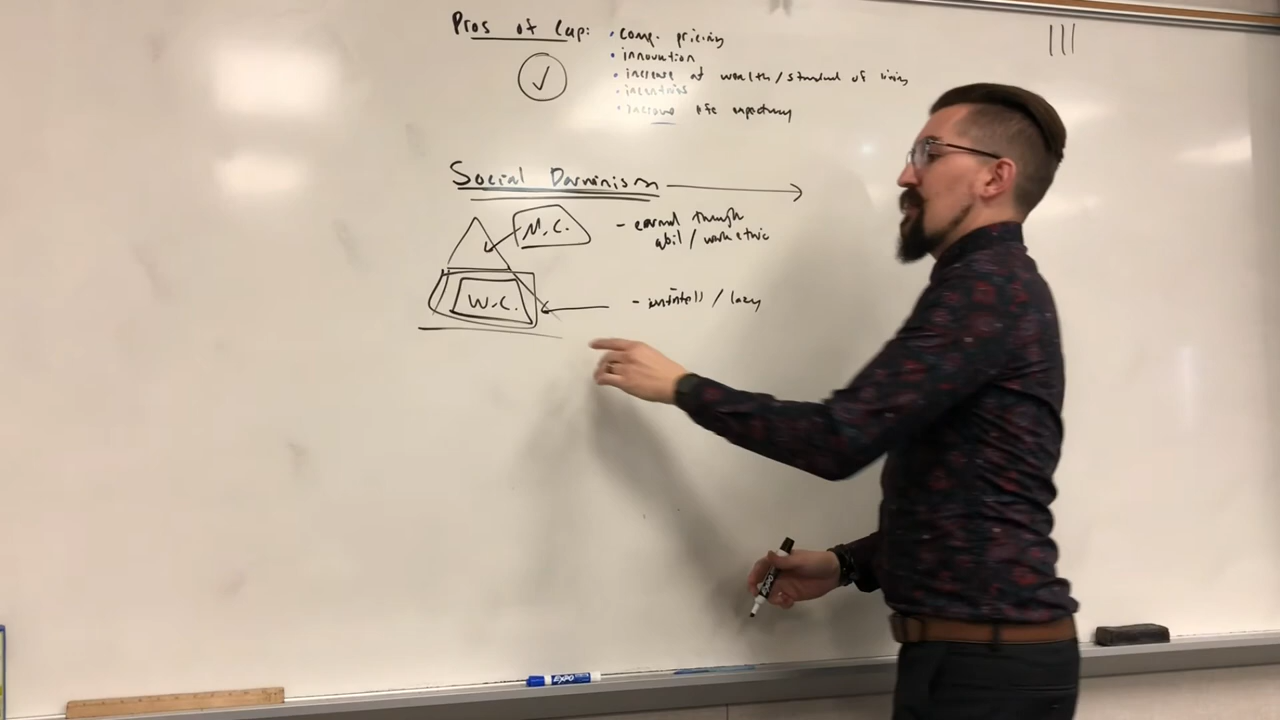 Pros of Cap:
• comp. pricing
• innovation
• increase of wealth/standard of living
• incentives
• increase life expectancy
Social Darwinism
M.C.
- earned through
abil/work ethic
W.C.
- unintell/lazy
EXPO